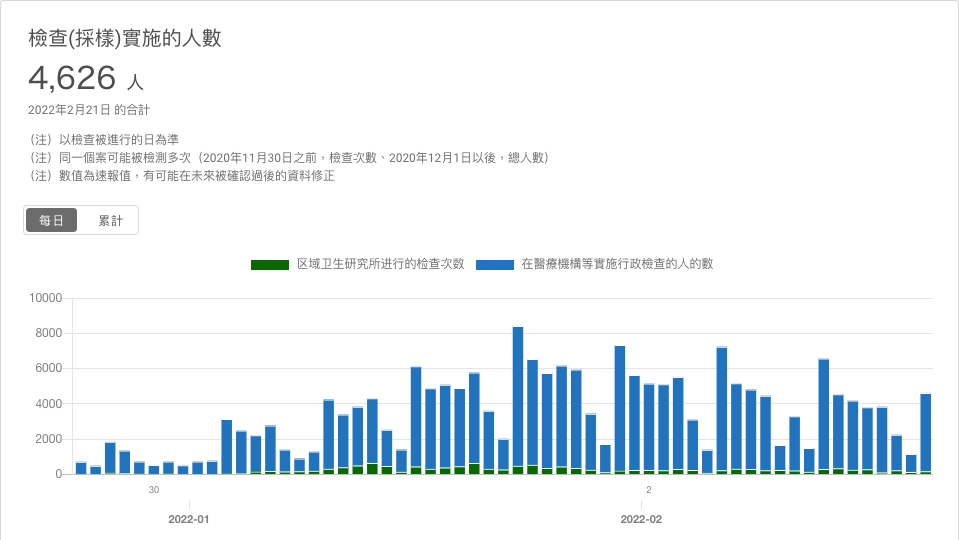 檢查(採樣)實施的人數
4,626 人
2022年2月21日 的合計
（注）以檢查被進行的日為準
（注）同一個案可能被檢測多次（2020年11月30日之前，檢查次數、2020年12月1日以後，總人數）
（注）數值為速報值，有可能在未來被確認過後的資料修正
每日 累計
区域卫生研究所进行的检查次数 在醫療機構等實施行政檢查的人的數
10000
8000
6000
4000
2000
0
30 2
2022-01 2022-02